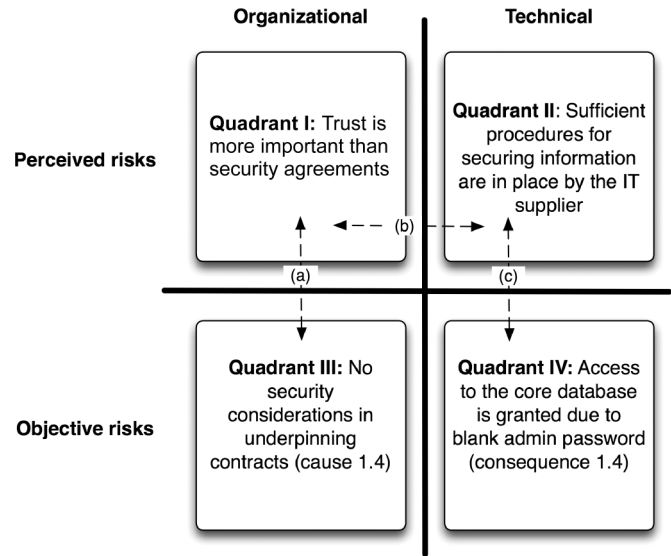 Organizational
Technical
Perceived risks
Quadrant I: Trust is
more important than
security agreements
Quadrant II: Sufficient
procedures for
securing information
are in place by the IT
supplier
(b)
(a)
(c)
Objective risks
Quadrant III: No
security
considerations in
underpinning
contracts (cause 1.4)
Quadrant IV: Access
to the core database
is granted due to
blank admin password
(consequence 1.4)